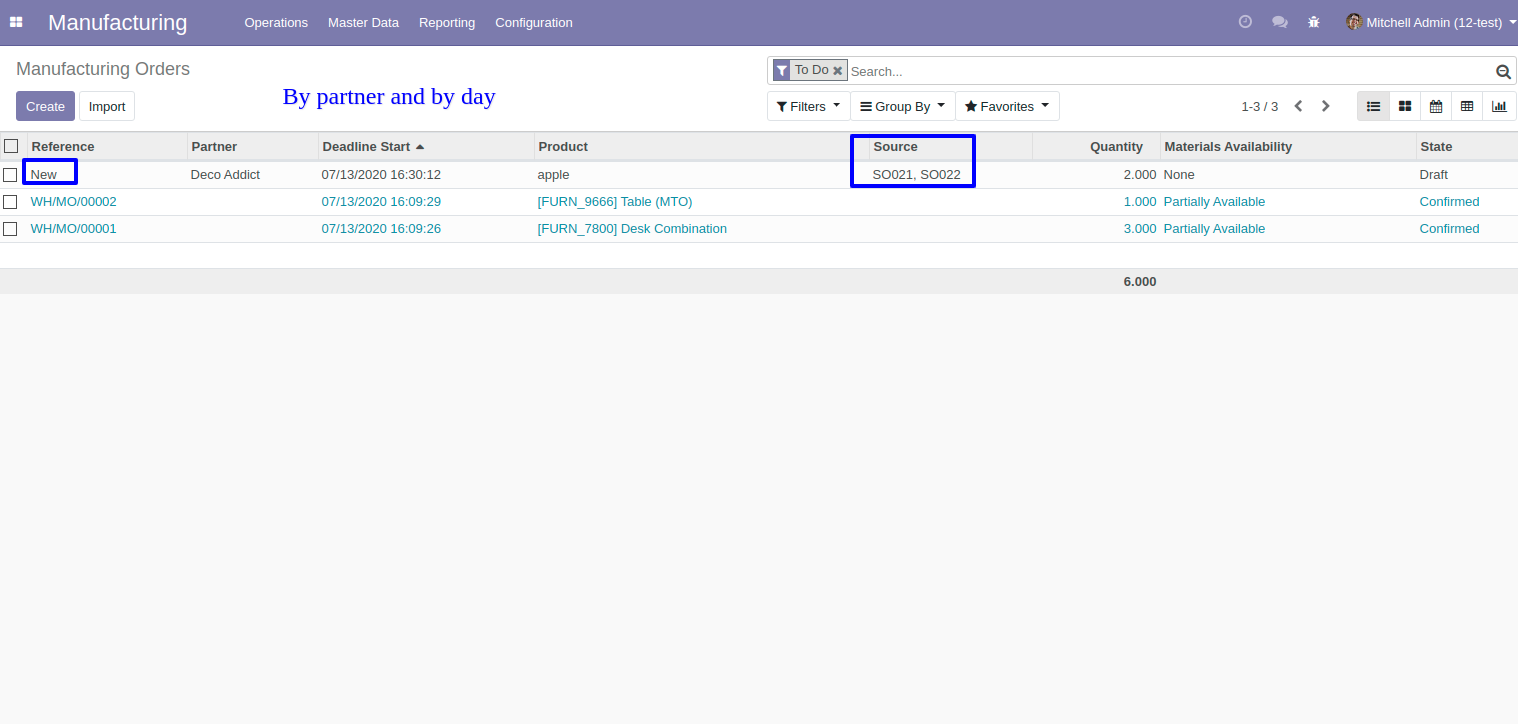 Manufacturing Operations Master Data Reporting Configuration Mitchell Admin (12-test)
Manufacturing Orders To Do Search...
By partner and by day
Create Import Filters Group By Favorites 1-3 / 3
Reference Partner Deadline Start Product Source Quantity Materials Availability State
New Deco Addict 07/13/2020 16:30:12 apple SO021, SO022 2.000 None Draft
WH/MO/00002 07/13/2020 16:09:29 [FURN_9666] Table (MTO) 1.000 Partially Available Confirmed
WH/MO/00001 07/13/2020 16:09:26 [FURN_7800] Desk Combination 3.000 Partially Available Confirmed
6.000